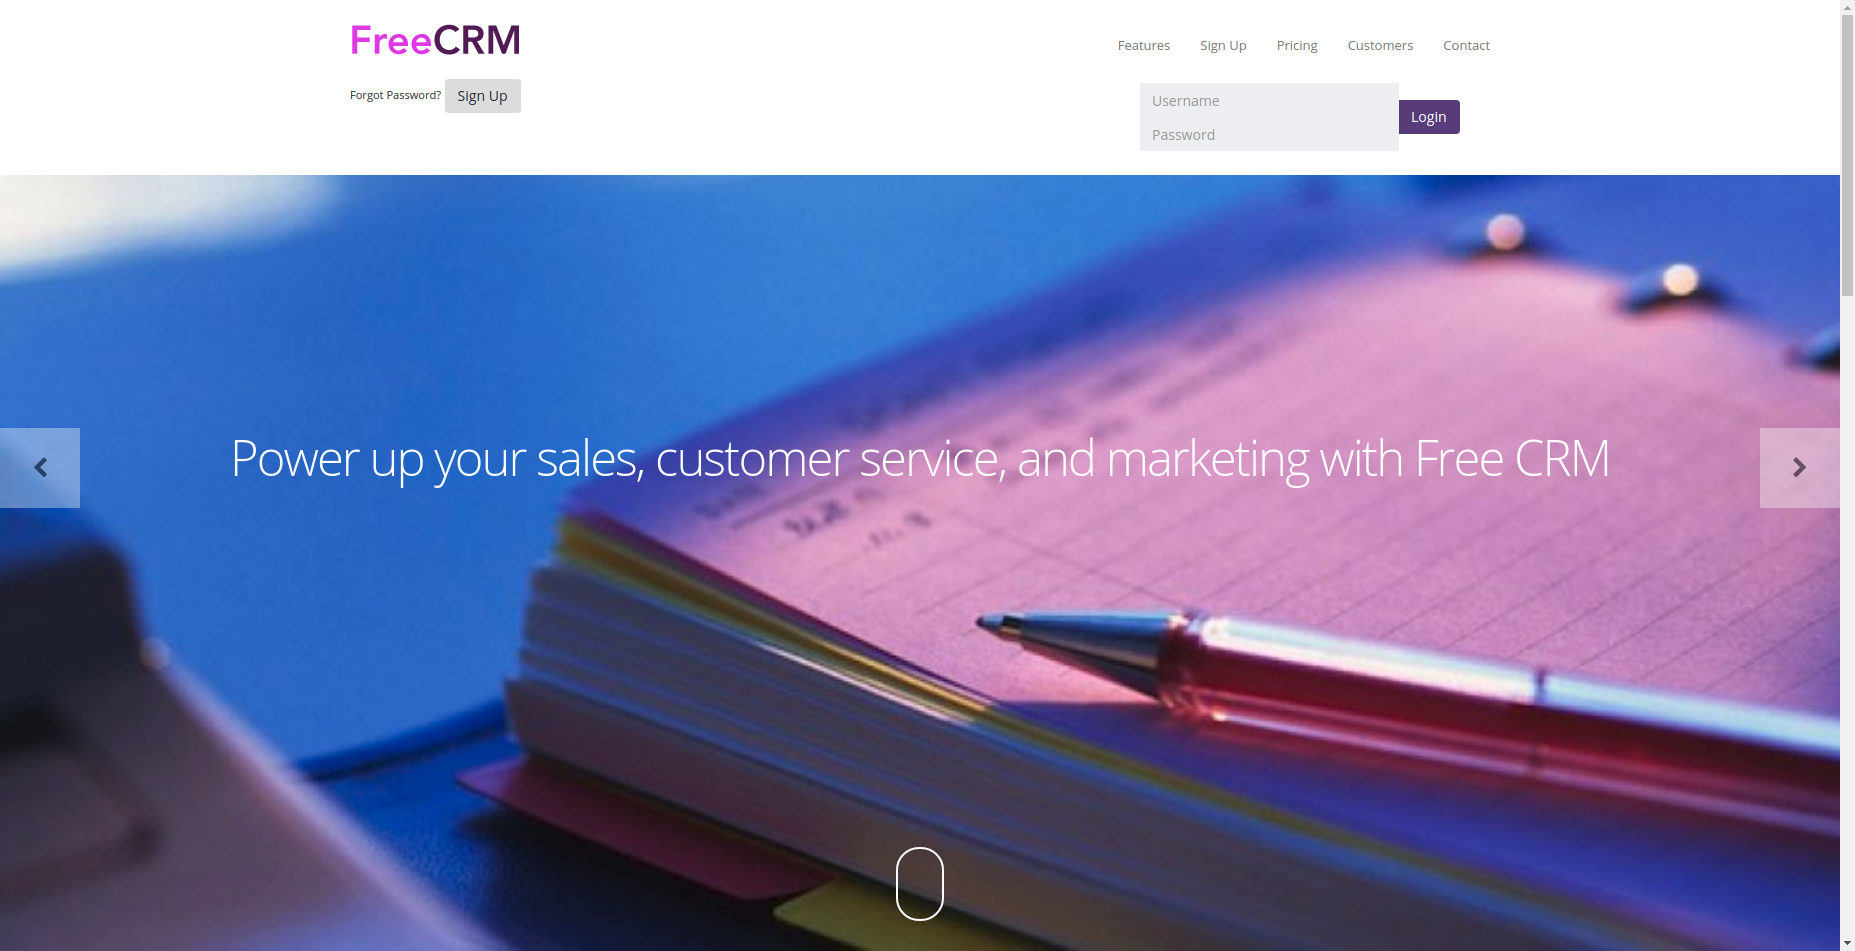 FreeCRM
Features Sign Up Pricing Customers Contact
Forgot Password? Sign Up
Username
Password
Login
Power up your sales, customer service, and marketing with Free CRM